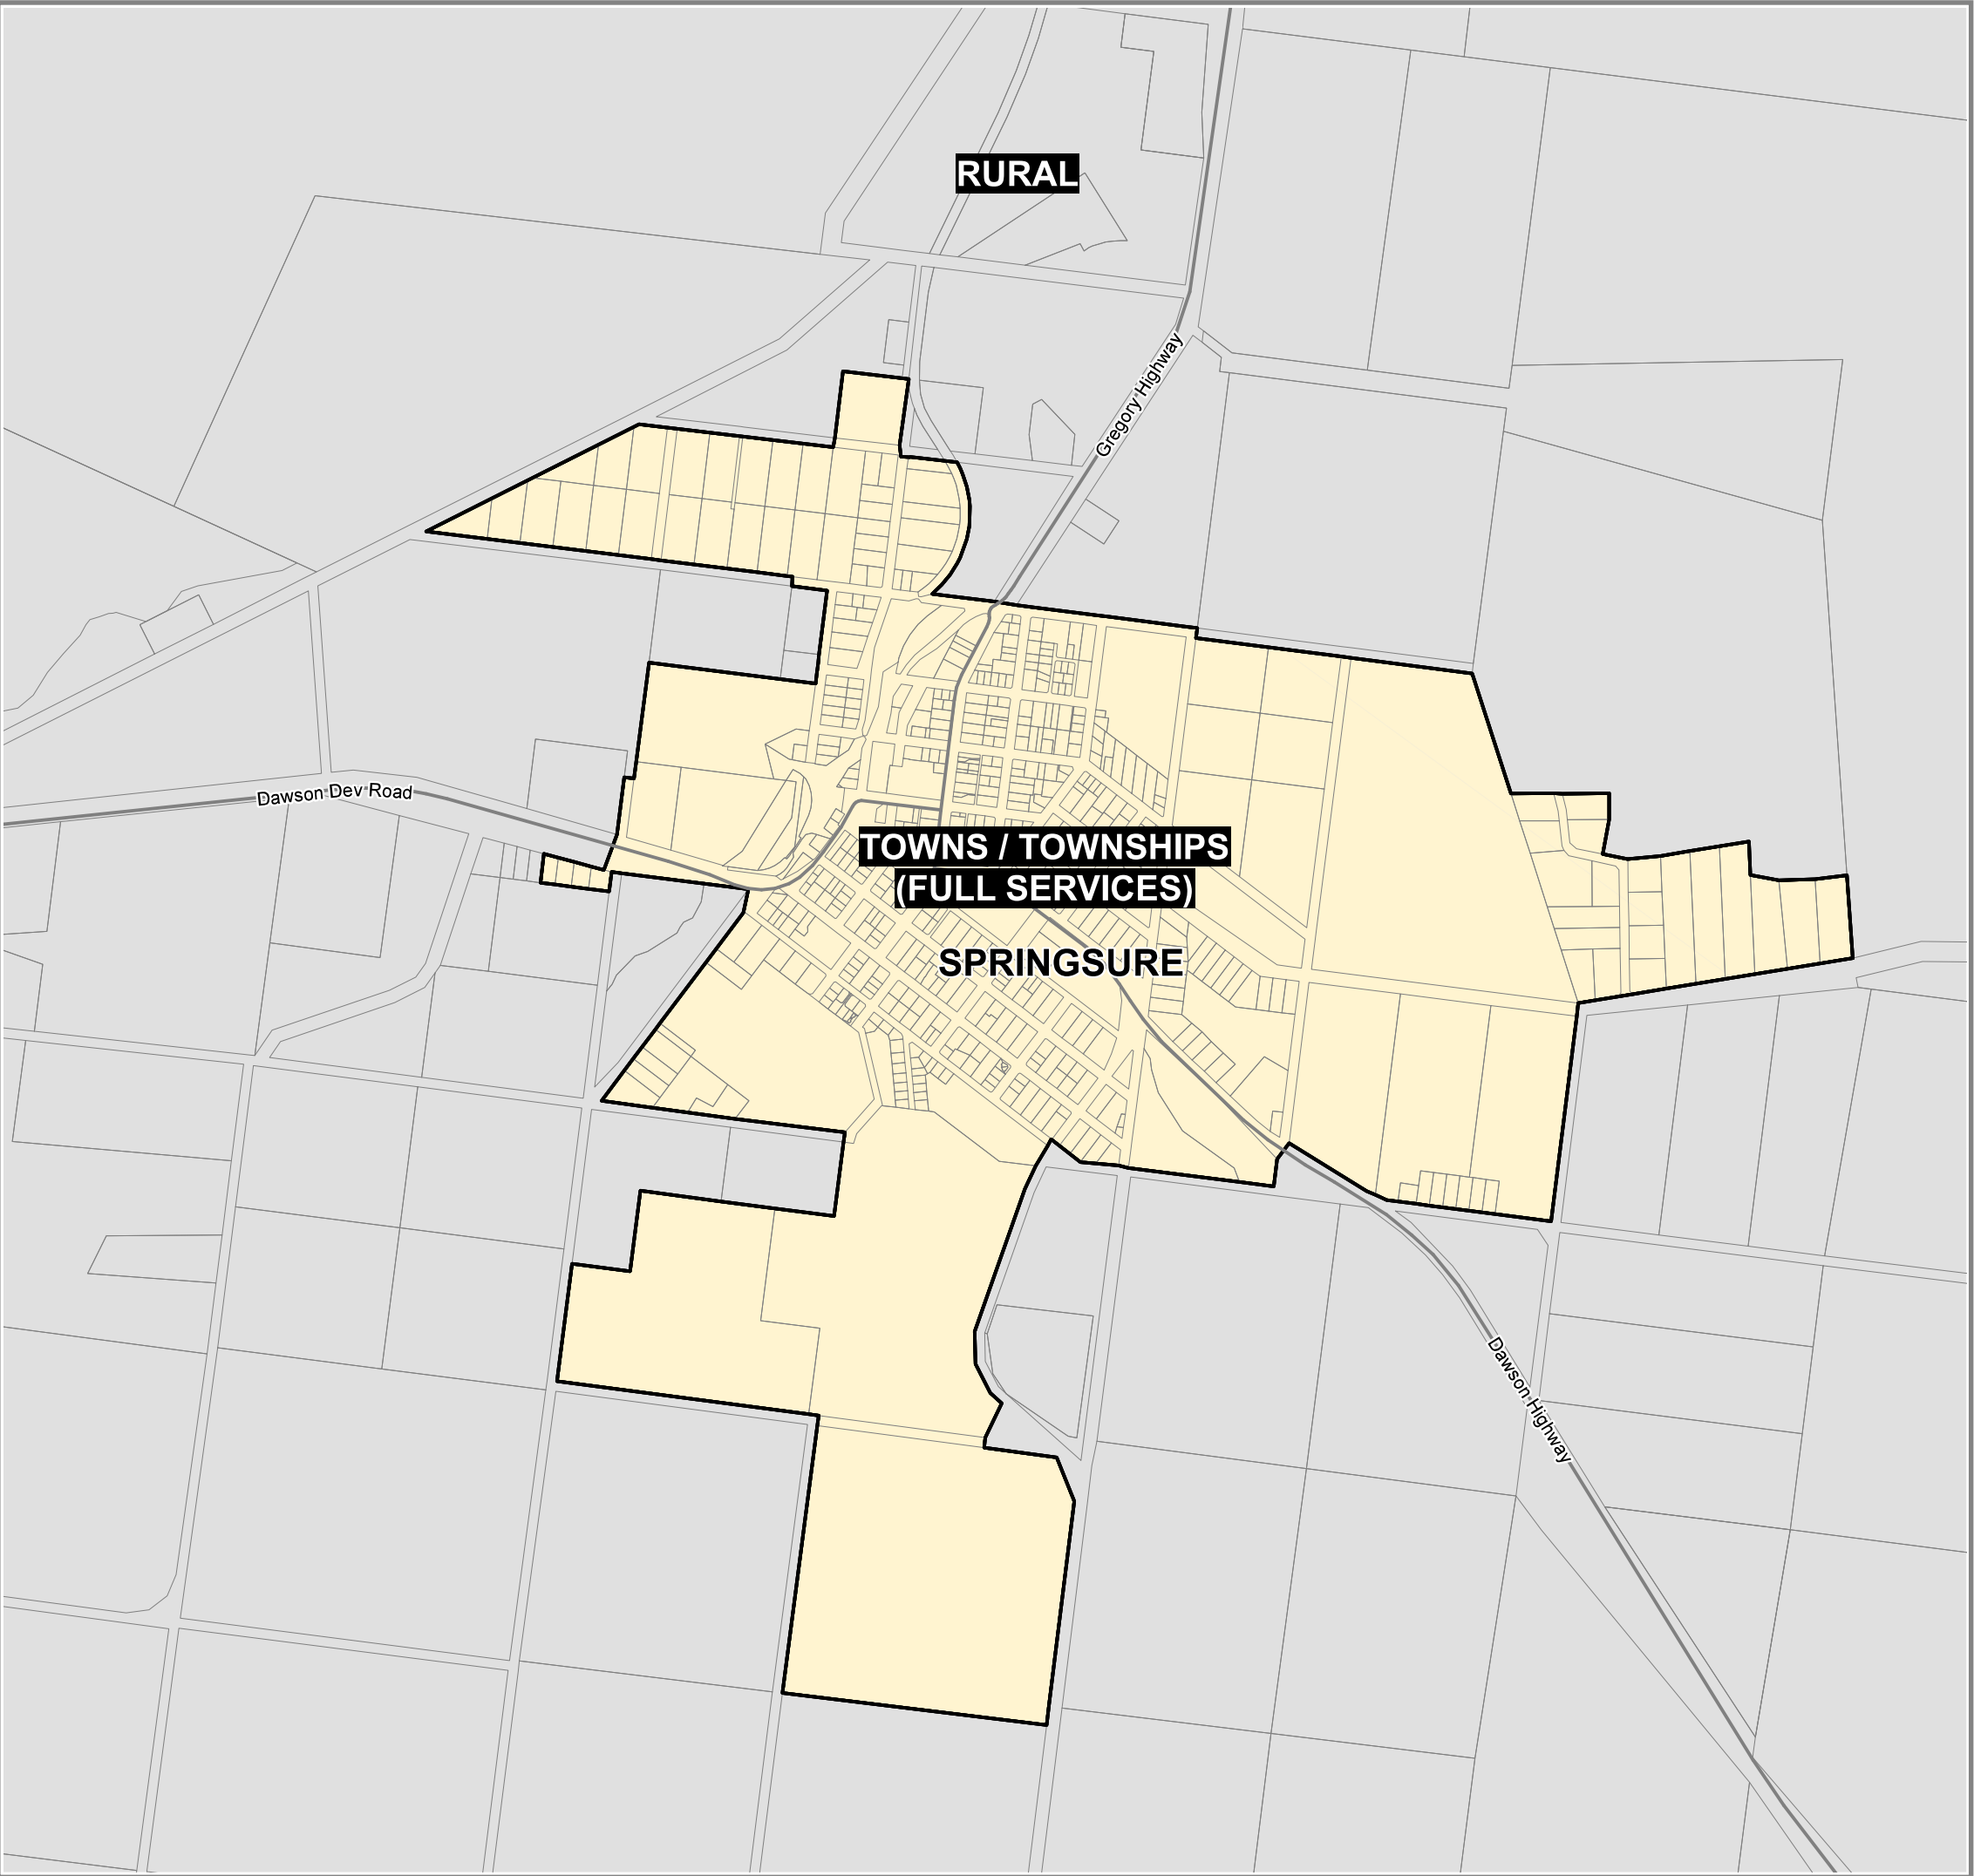 RURAL
Gregory Highway
Dawson Dev Road
TOWNS / TOWNSHIPS
(FULL SERVICES)
SPRINGSURE
Dawson Highway